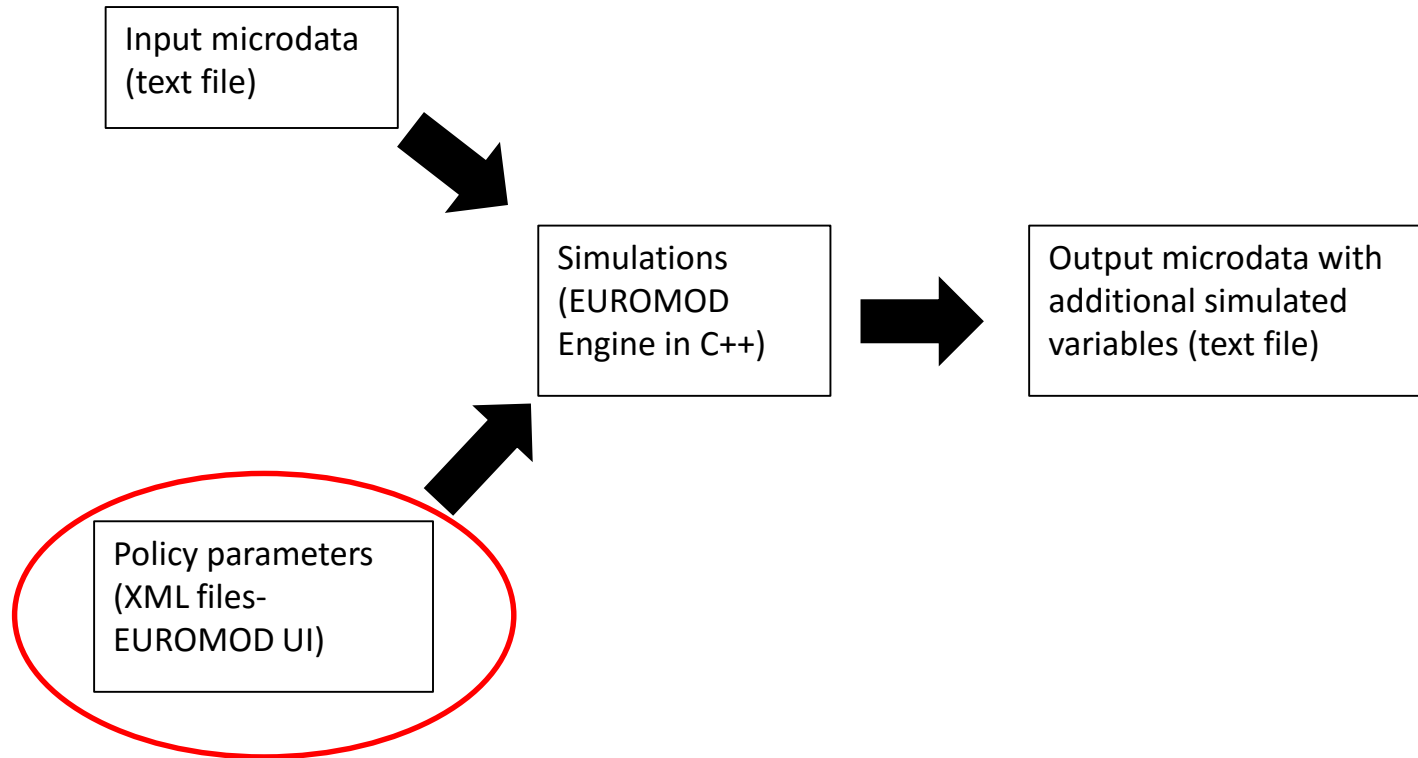 Input microdata
(text file)
Simulations
(EUROMOD
Engine in C++)
Output microdata with
additional simulated
variables (text file)
Policy parameters
(XML files-
EUROMOD UI)